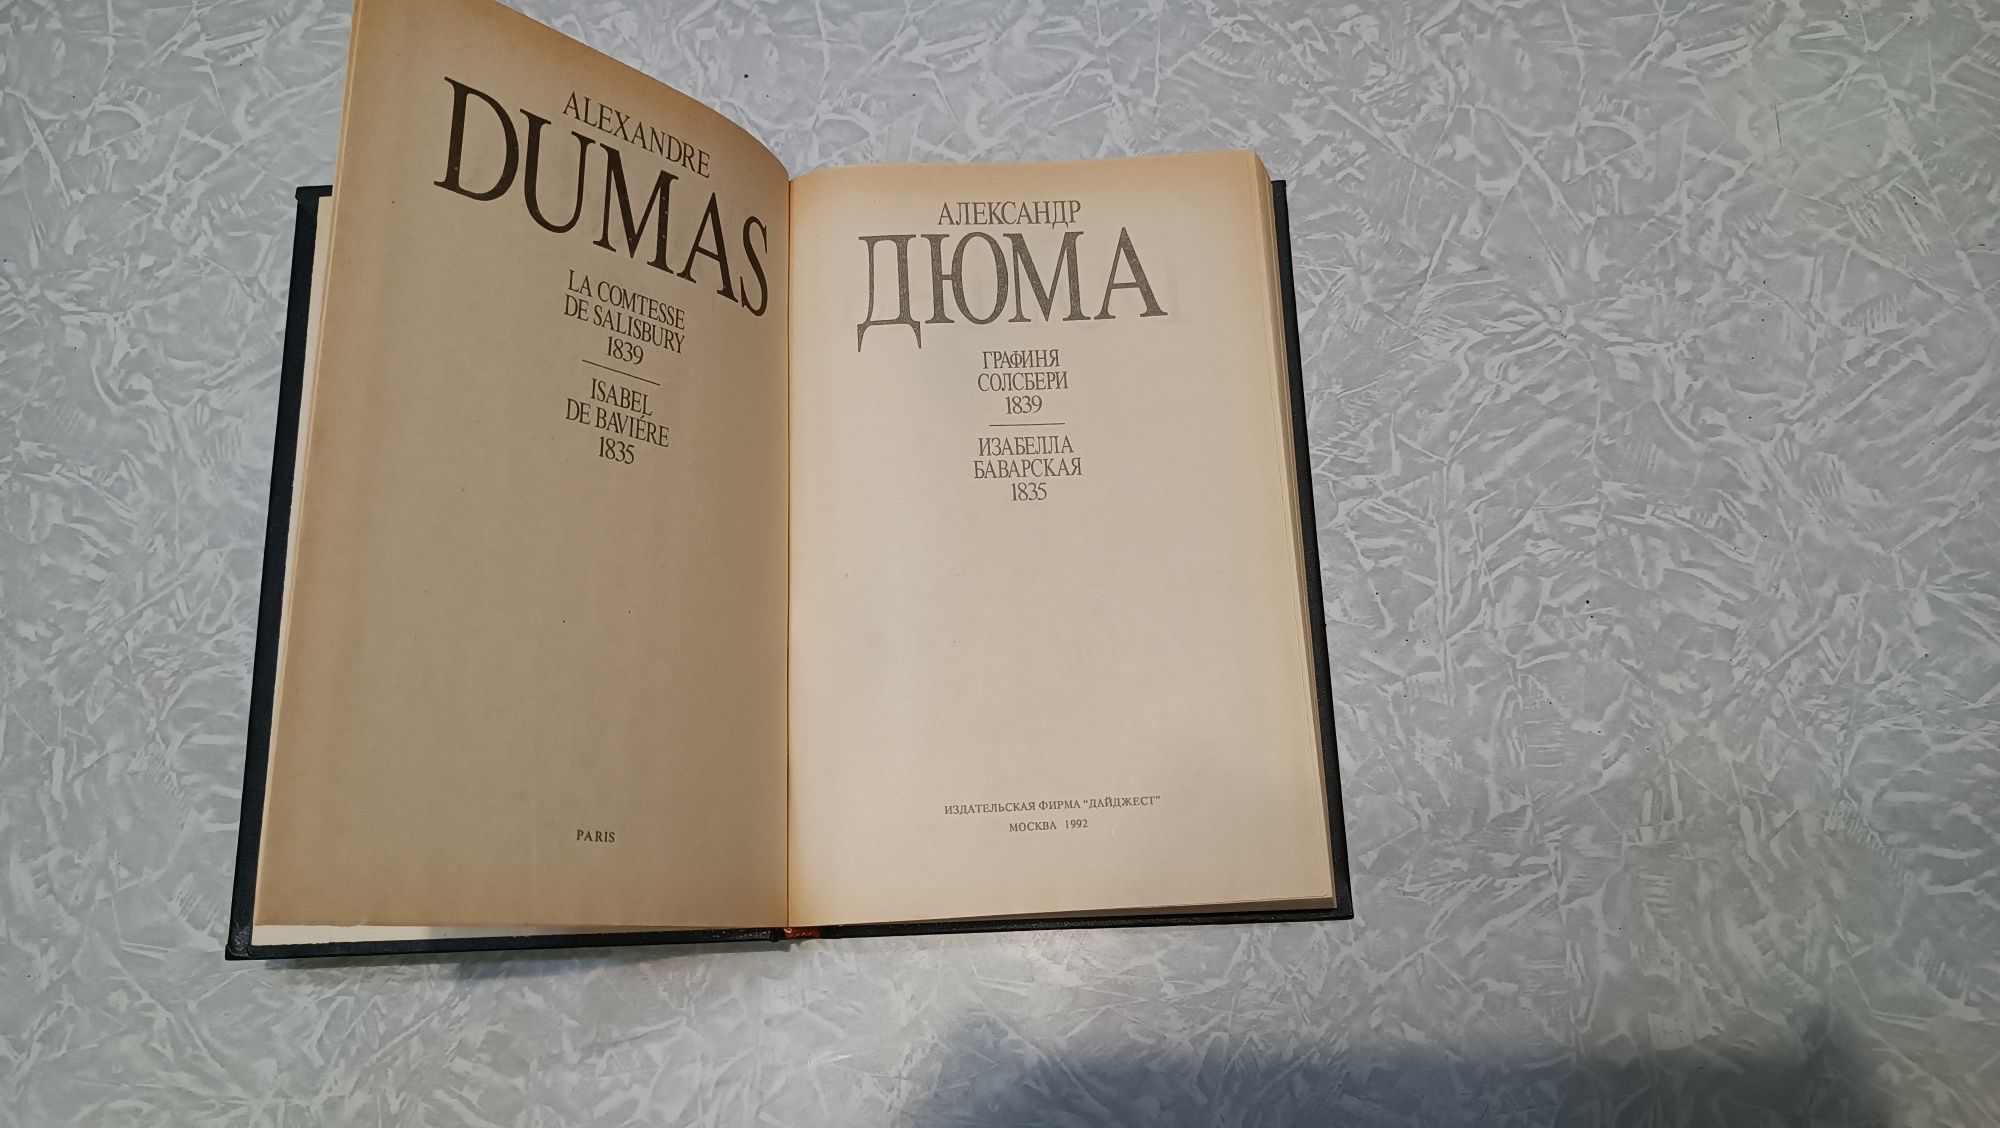 ALEXANDRE
DUMAS
LA COMTESSE
DE SALISBURY
1839
ISABEL
DE BAVIÉRE
1835
PARIS
АЛЕКСАНДР
ДЮМА
ГРАФИНЯ
СОЛСБЕРИ
1839
ИЗАБЕЛЛА
БАВАРСКАЯ
1835
ИЗДАТЕЛЬСКАЯ ФИРМА "ДАЙДЖЕСТ"
МОСКВА 1992